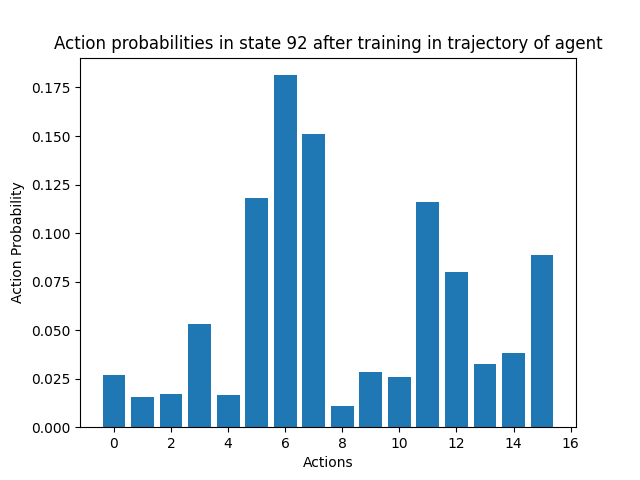 Action probabilities in state 92 after training in trajectory of agent
0.175
0.150
0.125
0.100
0.075
0.050
0.025
0.000
Action Probability
0 2 4 6 8 10 12 14 16
Actions